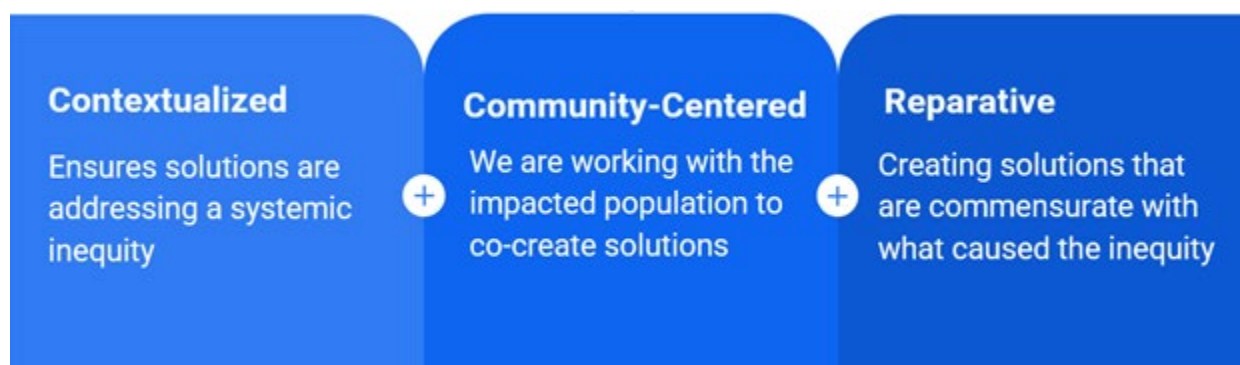 Contextualized
Ensures solutions are
addressing a systemic
inequity
+
Community-Centered
We are working with the
impacted population to
co-create solutions
+
Reparative
Creating solutions that
are commensurate with
what caused the inequity